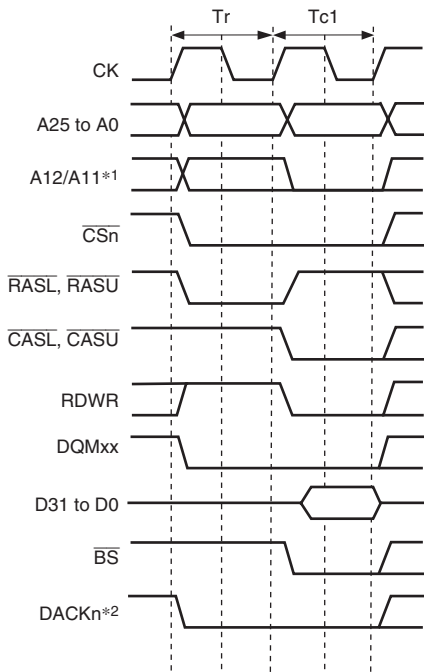 Tr Tc1
CK
A25 to A0
A12/A11*1
CSn
RASL, RASU
CASL, CASU
RDWR
DQMxx
D31 to D0
BS
DACKn*2